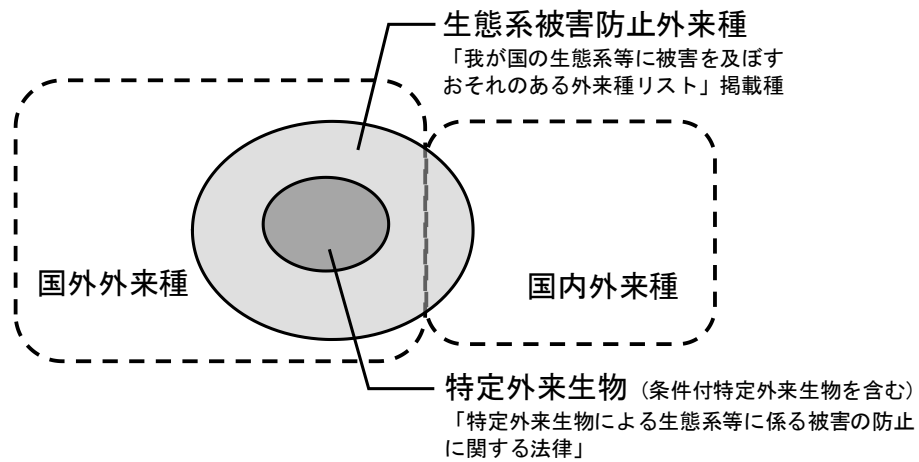 生態系被害防止外来種
「我が国の生態系等に被害を及ぼす
おそれのある外来種リスト」掲載種
国外外来種
国内外来種
特定外来生物（条件付特定外来生物を含む）
「特定外来生物による生態系等に係る被害の防止
に関する法律」